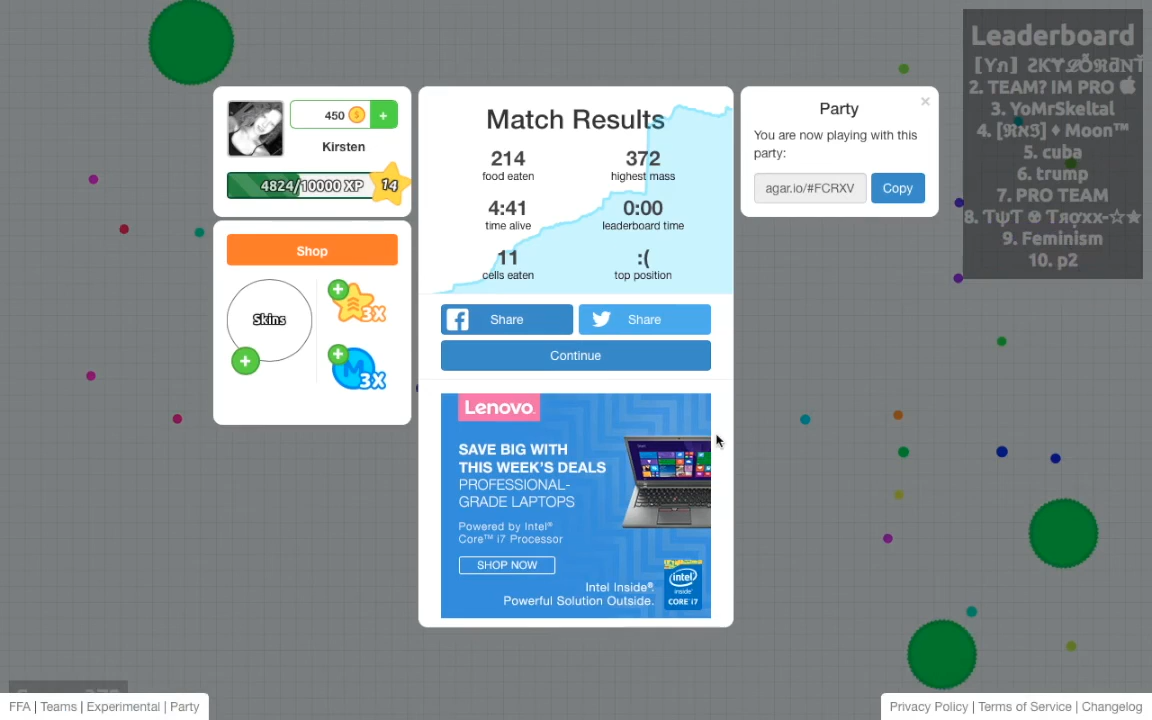 450
+
Kirsten
4824/10000 XP
14
Shop
Skins
+
+
3X
+
M
3X
Match Results
214
food eaten
372
highest mass
4:41
time alive
0:00
leaderboard time
11
cells eaten
:(
top position
Share
Share
Continue
Lenovo
SAVE BIG WITH
THIS WEEK'S DEALS
PROFESSIONAL-
GRADE LAPTOPS
Powered by Intel®
Core™ i7 Processor
SHOP NOW
Intel Inside®.
Powerful Solution Outside.
intel
inside™
CORE i7
Party
×
You are now playing with this
party:
agar.io/#FCRXV
Copy
Leaderboard
2. TEAM? IM PRO
3. YoMrSkeltal
4. [ℜאℑ] ♦ Moon™
5. cuba
6. trump
7. PRO TEAM
9. Feminism
10. p2
FFA | Teams | Experimental | Party
Privacy Policy | Terms of Service | Changelog